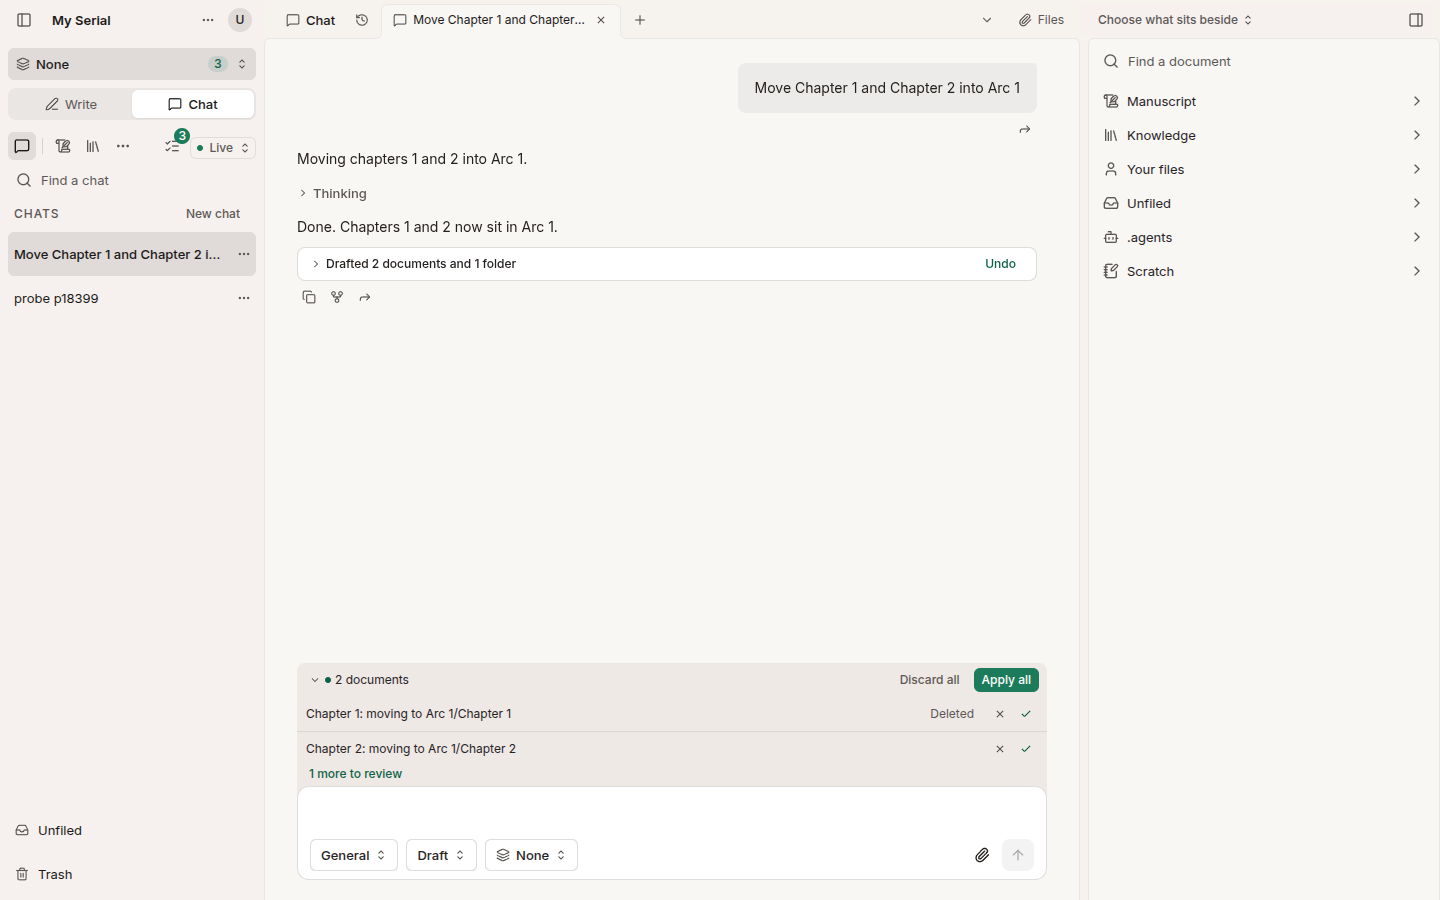 My Serial
U
None
3
Write
Chat
3
Live
Find a chat
CHATS
New chat
Move Chapter 1 and Chapter 2 i...
probe p18399
Unfiled
Trash
Chat
Move Chapter 1 and Chapter...
Files
Move Chapter 1 and Chapter 2 into Arc 1
Moving chapters 1 and 2 into Arc 1.
Thinking
Done. Chapters 1 and 2 now sit in Arc 1.
Drafted 2 documents and 1 folder
Undo
2 documents
Discard all
Apply all
Chapter 1: moving to Arc 1/Chapter 1
Deleted
Chapter 2: moving to Arc 1/Chapter 2
1 more to review
General
Draft
None
Choose what sits beside
Find a document
Manuscript
Knowledge
Your files
Unfiled
.agents
Scratch